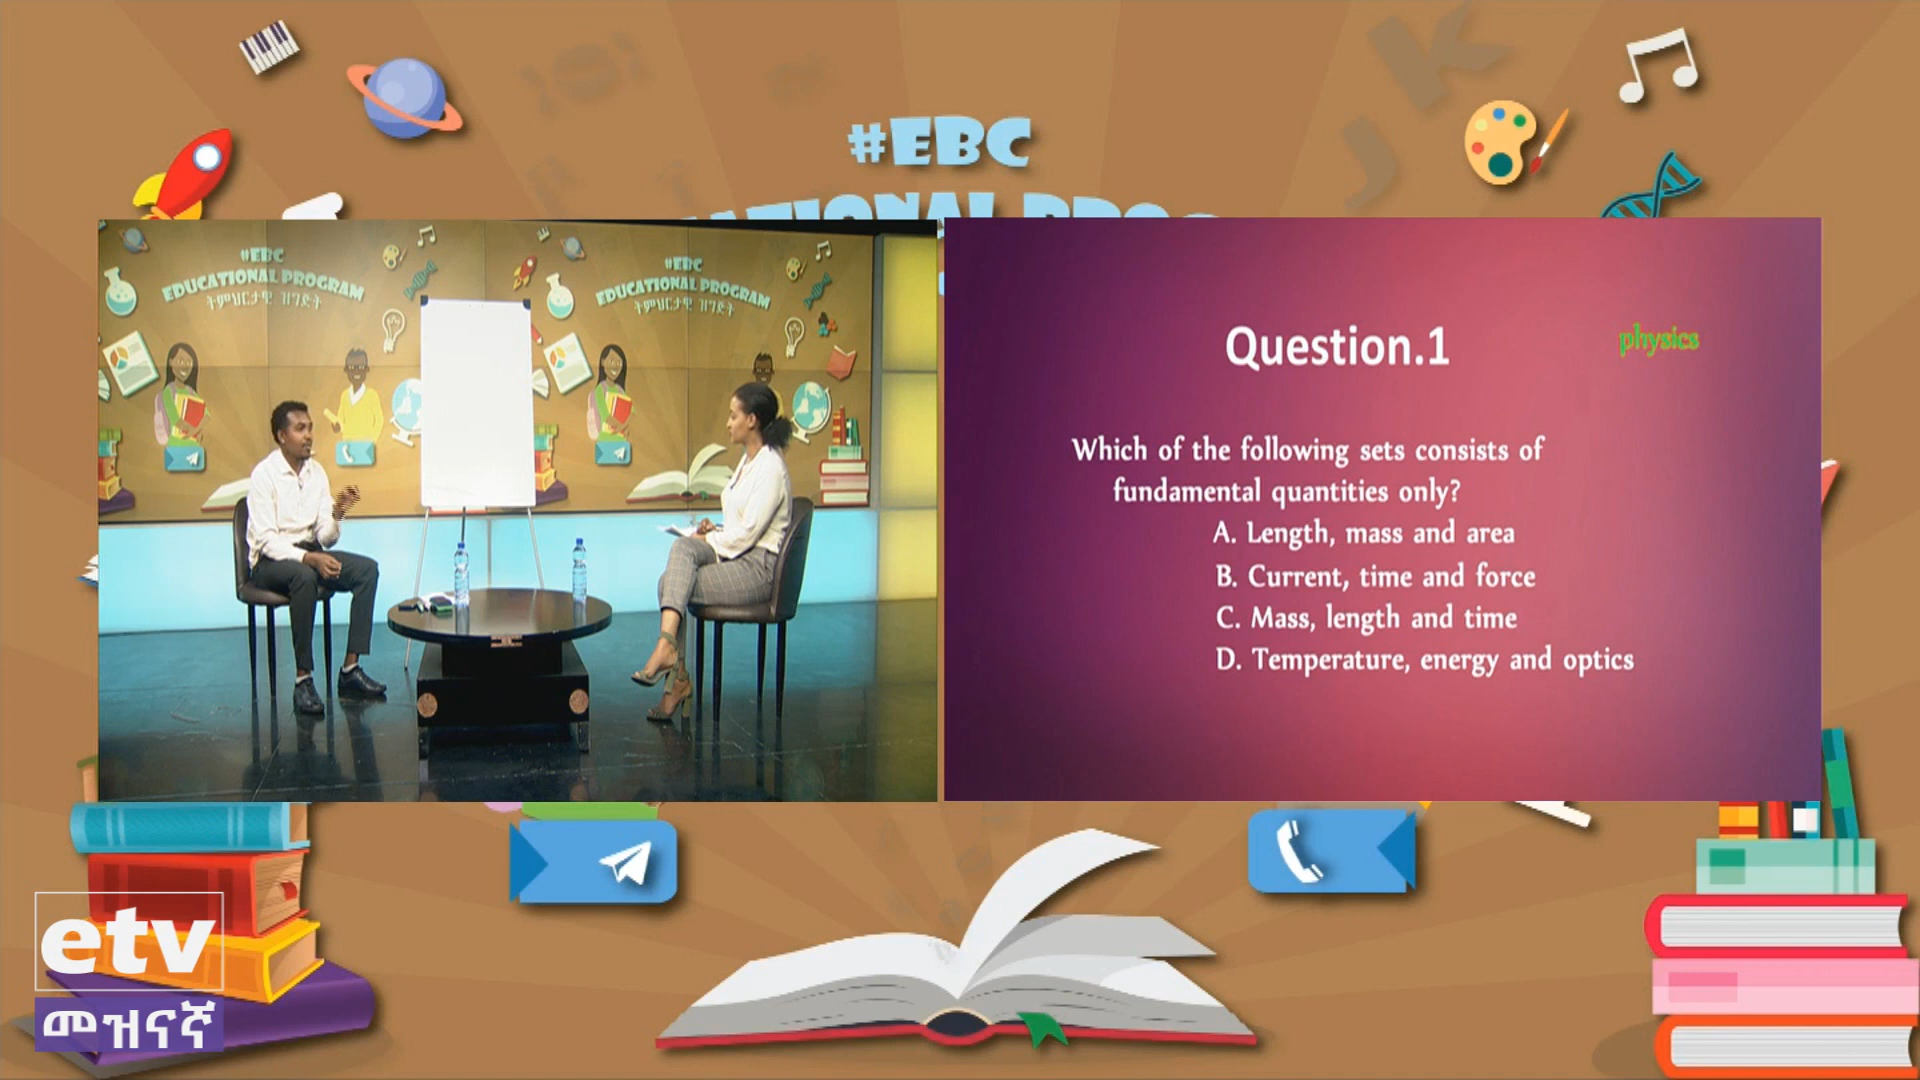 #EBC
#EBC
EDUCATIONAL PROGRAM
ትምህርታዊ ዝግጅት
#EBC
EDUCATIONAL PROGRAM
ትምህርታዊ ዝግጅት
Question.1
physics
Which of the following sets consists of
fundamental quantities only?
A. Length, mass and area
B. Current, time and force
C. Mass, length and time
D. Temperature, energy and optics
etv
መዝናኛ